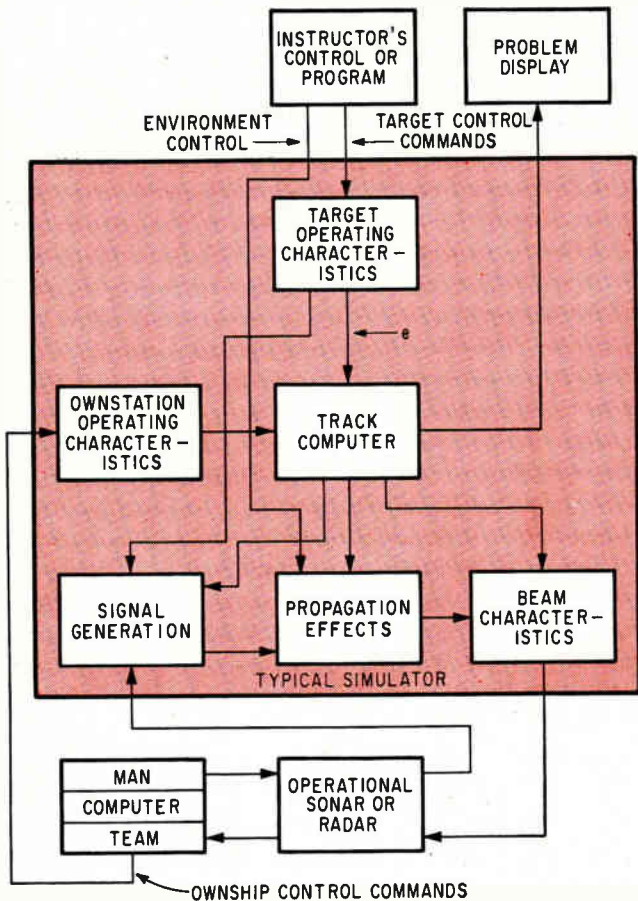 INSTRUCTOR'S
CONTROL OR
PROGRAM
PROBLEM
DISPLAY
ENVIRONMENT
CONTROL
TARGET CONTROL
COMMANDS
TARGET
OPERATING
CHARACTER-
ISTICS
e
OWNSTATION
OPERATING
CHARACTER-
ISTICS
TRACK
COMPUTER
SIGNAL
GENERATION
PROPAGATION
EFFECTS
BEAM
CHARACTER-
ISTICS
TYPICAL SIMULATOR
MAN
COMPUTER
TEAM
OPERATIONAL
SONAR OR
RADAR
OWNSHIP CONTROL COMMANDS